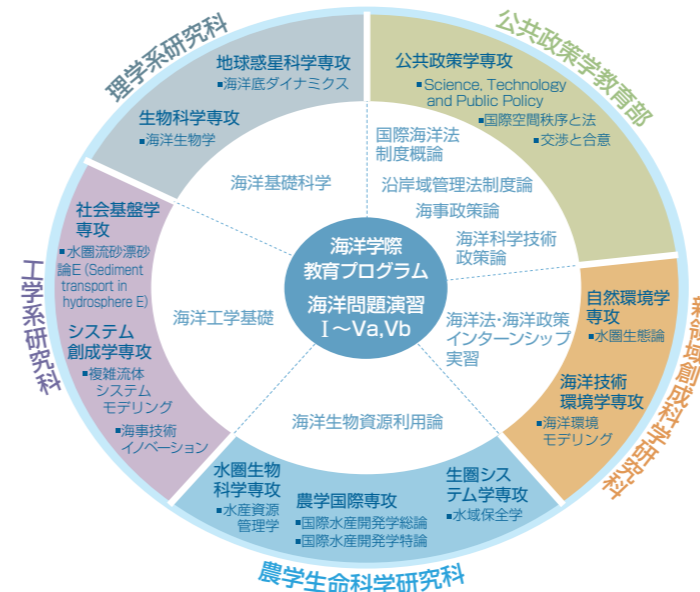 理学系研究科
地球惑星科学専攻
▪海洋底ダイナミクス
生物科学専攻
▪海洋生物学
公共政策学教育部
公共政策学専攻
▪Science, Technology
and Public Policy
▪国際空間秩序と法
▪交渉と合意
海洋基礎科学
国際海洋法
制度概論
沿岸域管理法制度論
海事政策論
海洋科学技術
政策論
工学系研究科
社会基盤学
専攻
▪水圏流砂漂砂
論E (Sediment
transport in
hydrosphere E)
システム
創成学専攻
▪複雑流体
システム
モデリング
▪海事技術
イノベーション
海洋工学基礎
海洋学際
教育プログラム
海洋問題演習
Ⅰ～Va,Vb
海洋法・海洋政策
インターンシップ
実習
新領域創成科学研究科
自然環境学
専攻
▪水圏生態論
海洋技術
環境学専攻
▪海洋環境
モデリング
海洋生物資源利用論
水圏生物
科学専攻
▪水産資源
管理学
農学国際専攻
▪国際水産開発学総論
▪国際水産開発学特論
生圏シス
テム学専攻
▪水域保全学
農学生命科学研究科